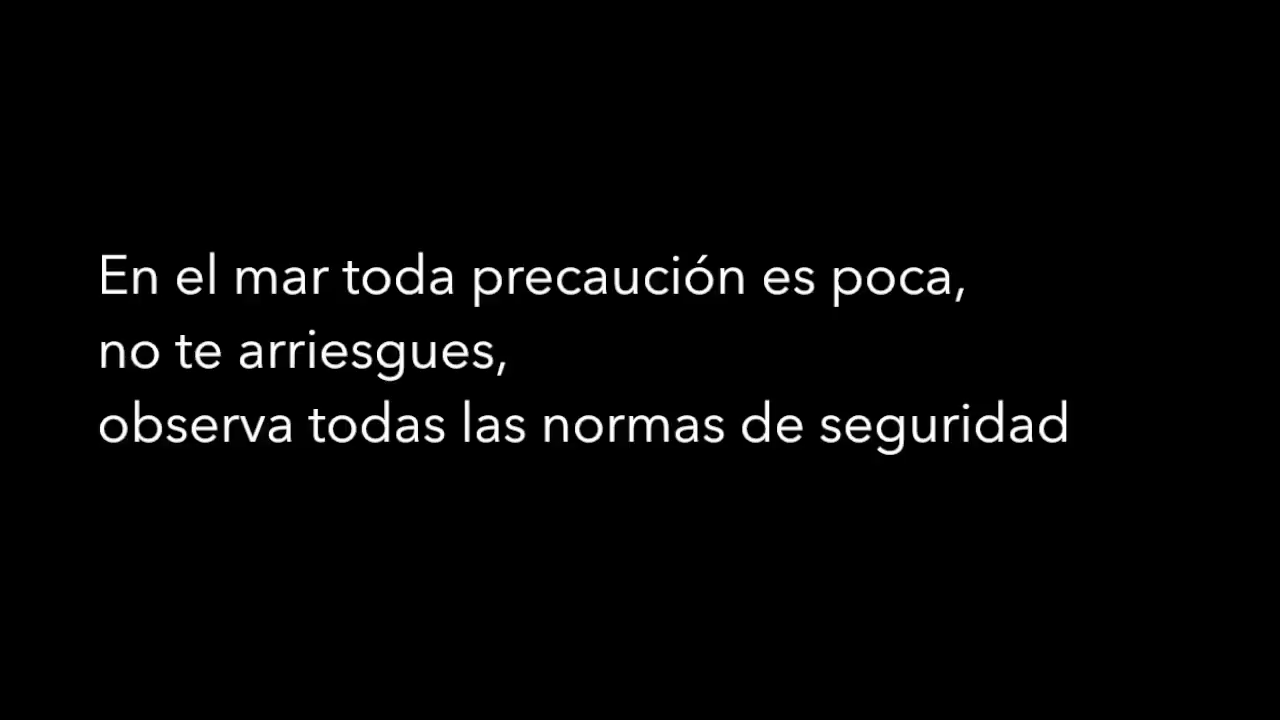 En el mar toda precaución es poca,
no te arriesgues,
observa todas las normas de seguridad